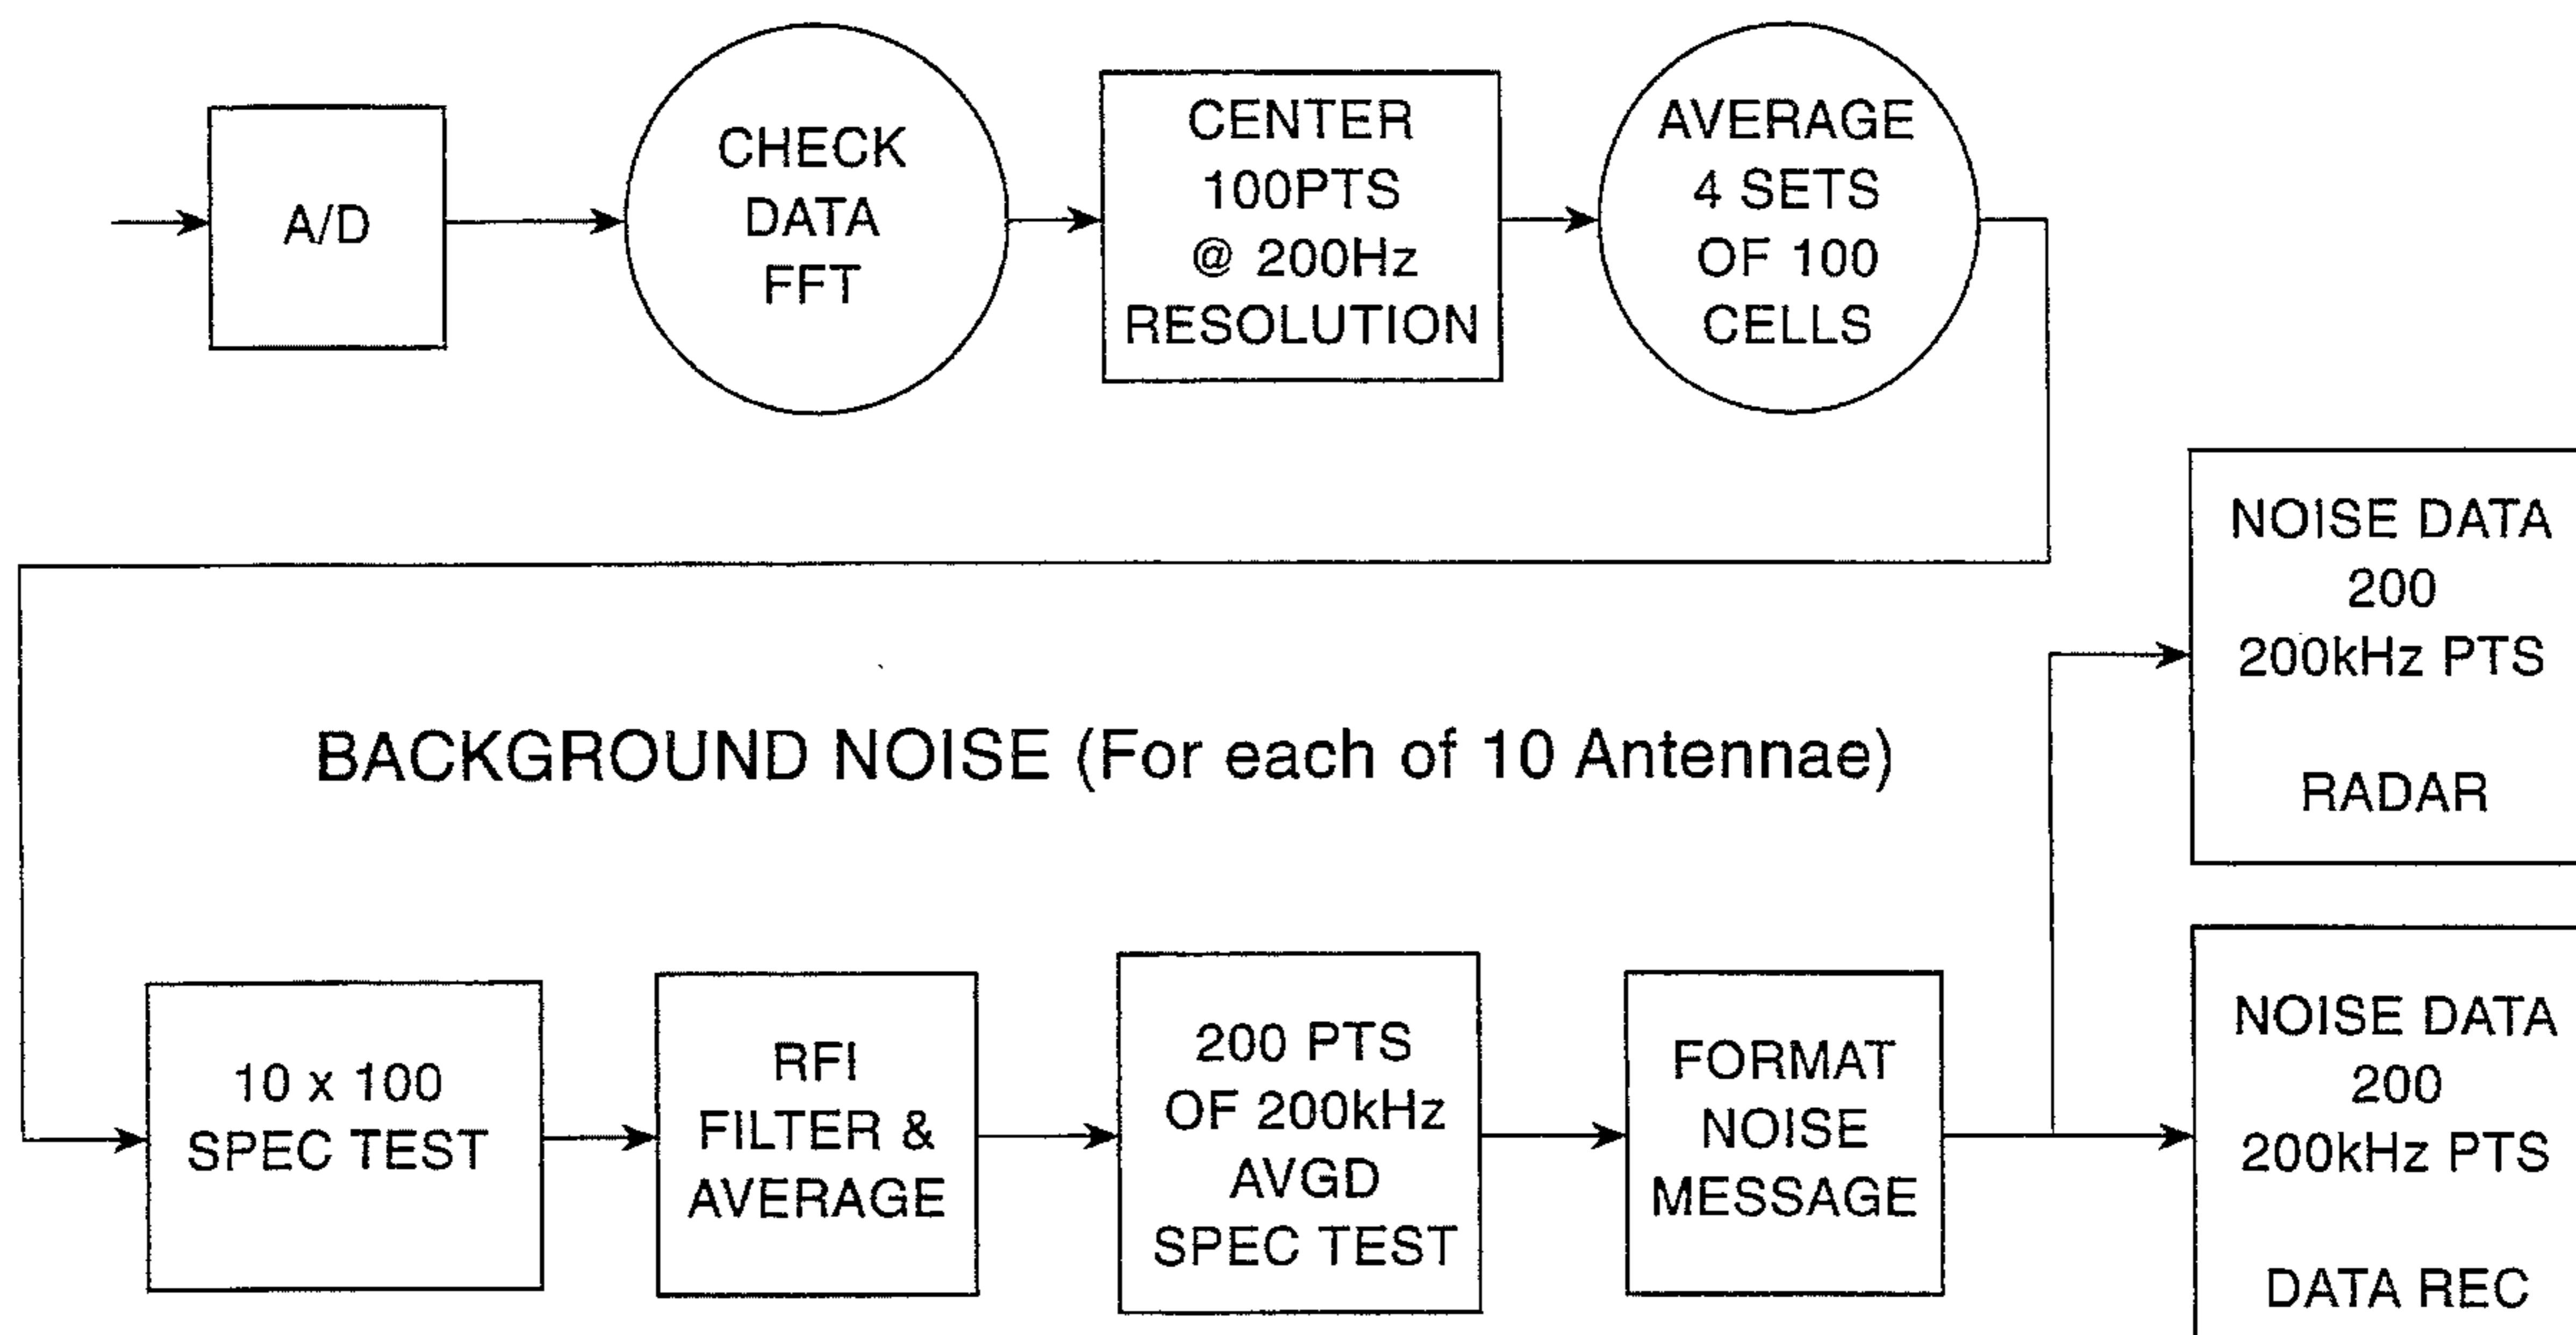 A/D
CHECK
DATA
FFT
CENTER
100PTS
@ 200Hz
RESOLUTION
AVERAGE
4 SETS
OF 100
CELLS
BACKGROUND NOISE (For each of 10 Antennae)
10 x 100
SPEC TEST
RFI
FILTER &
AVERAGE
200 PTS
OF 200kHz
AVGD
SPEC TEST
FORMAT
NOISE
MESSAGE
NOISE DATA
200
200kHz PTS
RADAR
NOISE DATA
200
200kHz PTS
DATA REC